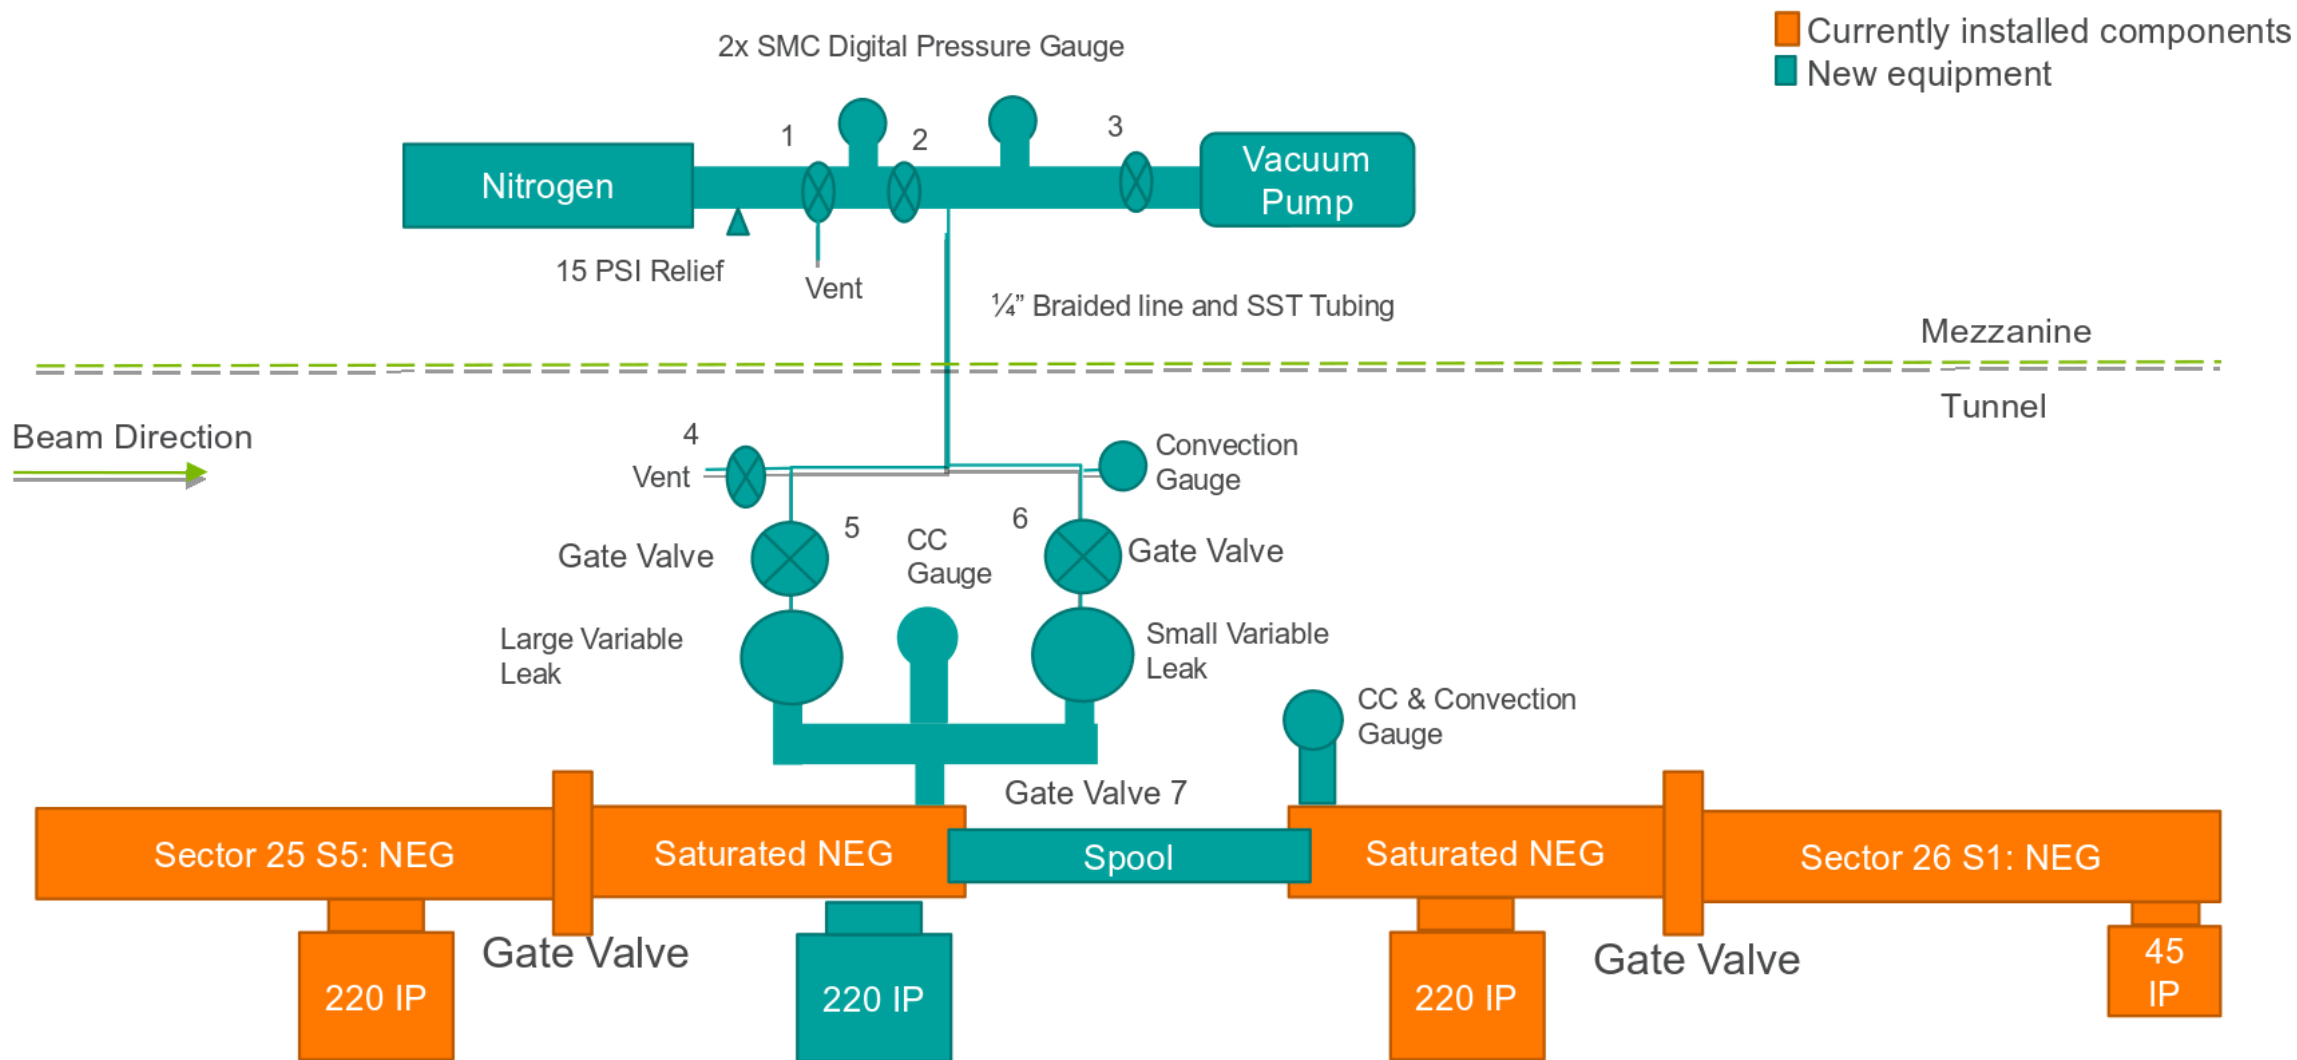 Currently installed components
New equipment
2x SMC Digital Pressure Gauge
1
2
3
Nitrogen
Vacuum
Pump
15 PSI Relief
Vent
¼” Braided line and SST Tubing
Mezzanine
Tunnel
Beam Direction
4
Vent
Convection
Gauge
5
6
CC
Gauge
Gate Valve
Gate Valve
Large Variable
Leak
Small Variable
Leak
CC & Convection
Gauge
Gate Valve 7
Sector 25 S5: NEG
Saturated NEG
Spool
Saturated NEG
Sector 26 S1: NEG
Gate Valve
Gate Valve
220 IP
220 IP
220 IP
45
IP